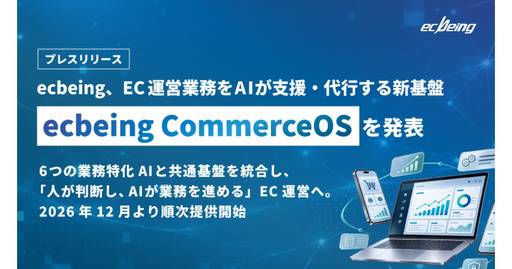 ecbeing
プレスリリース
ecbeing、EC運営業務をAIが支援・代行する新基盤
ecbeing CommerceOS を発表
6つの業務特化AIと共通基盤を統合し、
「人が判断し、AIが業務を進める」EC運営へ。
2026年12月より順次提供開始